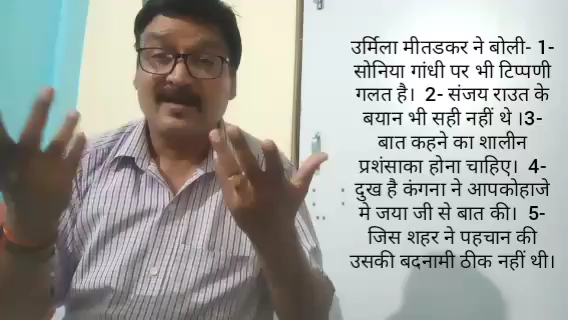 उर्मिला मीतडकर ने बोली- 1-
सोनिया गांधी पर भी टिप्पणी
गलत है।  2- संजय राउत के
बयान भी सही नहीं थे ।3-
बात कहने का शालीन
प्रशंसाका होना चाहिए।  4-
दुख है कंगना ने आपकोहाजे
मे जया जी से बात की।  5-
जिस शहर ने पहचान की
उसकी बदनामी ठीक नहीं थी।